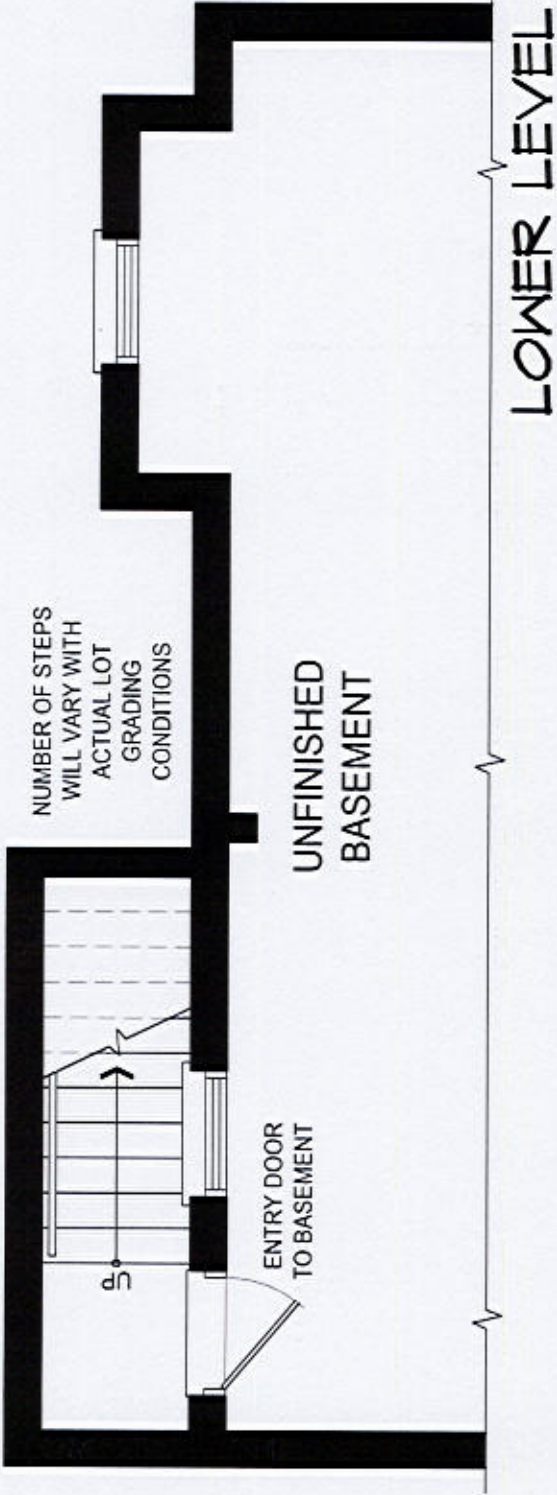 NUMBER OF STEPS
WILL VARY WITH
ACTUAL LOT
GRADING
CONDITIONS
UP
ENTRY DOOR
TO BASEMENT
UNFINISHED
BASEMENT
LOWER LEVEL